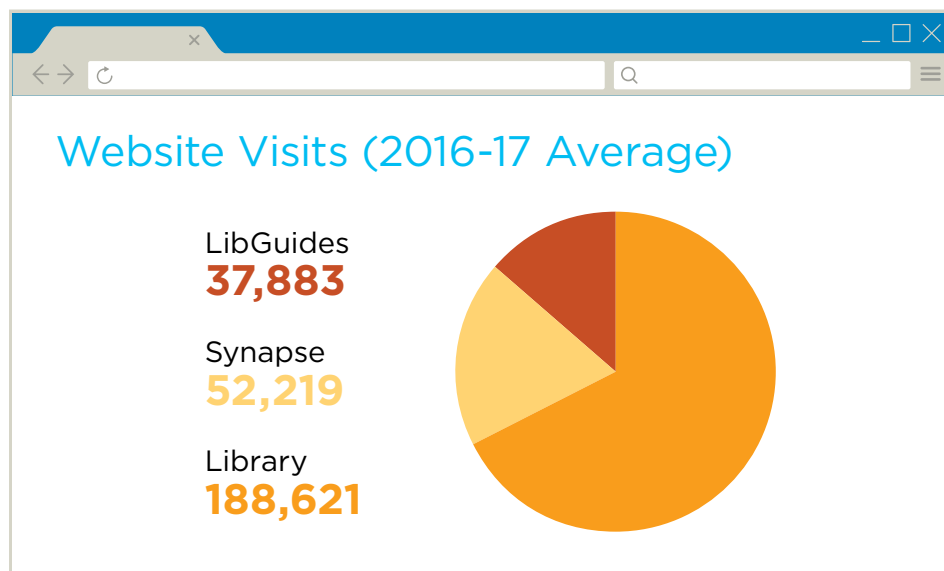 Website Visits (2016-17 Average)
LibGuides
37,883
Synapse
52,219
Library
188,621